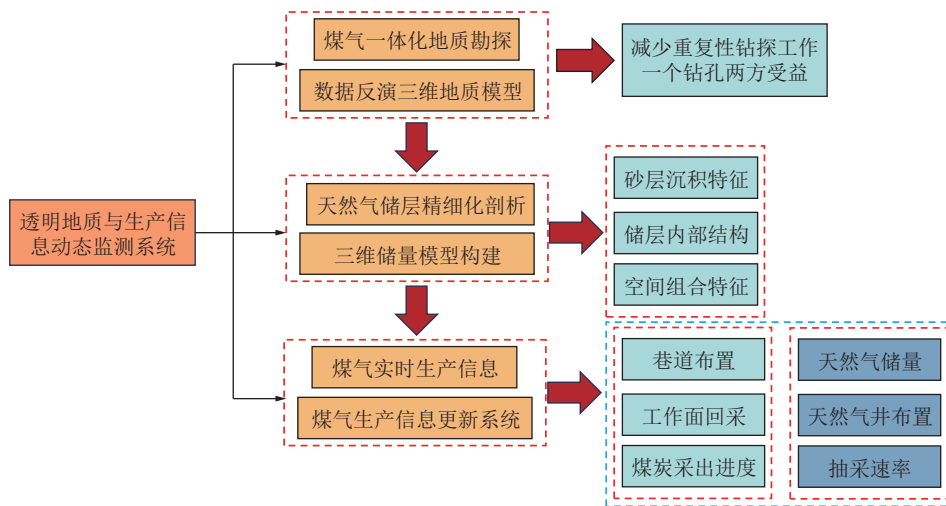 透明地质与生产信
息动态监测系统
煤气一体化地质勘探
数据反演三维地质模型
减少重复性钻探工作
一个钻孔两方受益
天然气储层精细化剖析
三维储量模型构建
砂层沉积特征
储层内部结构
空间组合特征
煤气实时生产信息
煤气生产信息更新系统
巷道布置
工作面回采
煤炭采出进度
天然气储量
天然气井布置
抽采速率